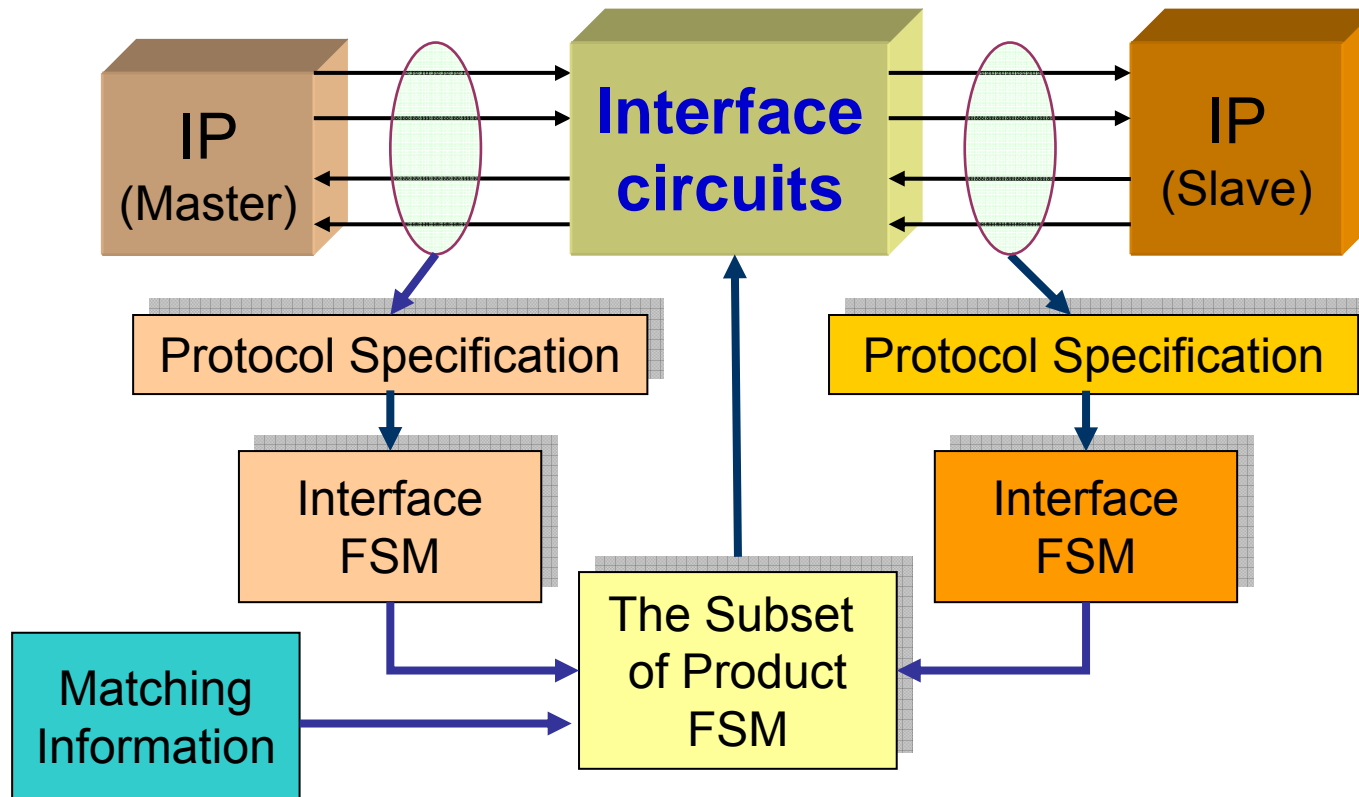 IP
(Master)
Interface
circuits
IP
(Slave)
Protocol Specification
Protocol Specification
Interface
FSM
Interface
FSM
The Subset
of Product
FSM
Matching
Information